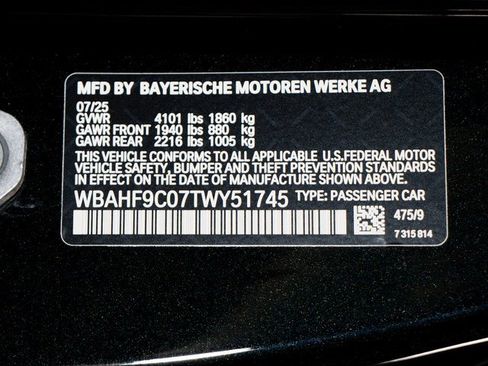 MFD BY BAYERISCHE MOTOREN WERKE AG
07/25
GVWR 4101 lbs 1860 kg
GAWR FRONT 1940 lbs 880 kg
GAWR REAR 2216 lbs 1005 kg
THIS VEHICLE CONFORMS TO ALL APPLICABLE U.S.FEDERAL MOTOR
VEHICLE SAFETY, BUMPER AND THEFT PREVENTION STANDARDS
IN EFFECT ON THE DATE OF MANUFACTURE SHOWN ABOVE.
WBAHF9C07TWY51745 TYPE: PASSENGER CAR
475/9
7 315 814